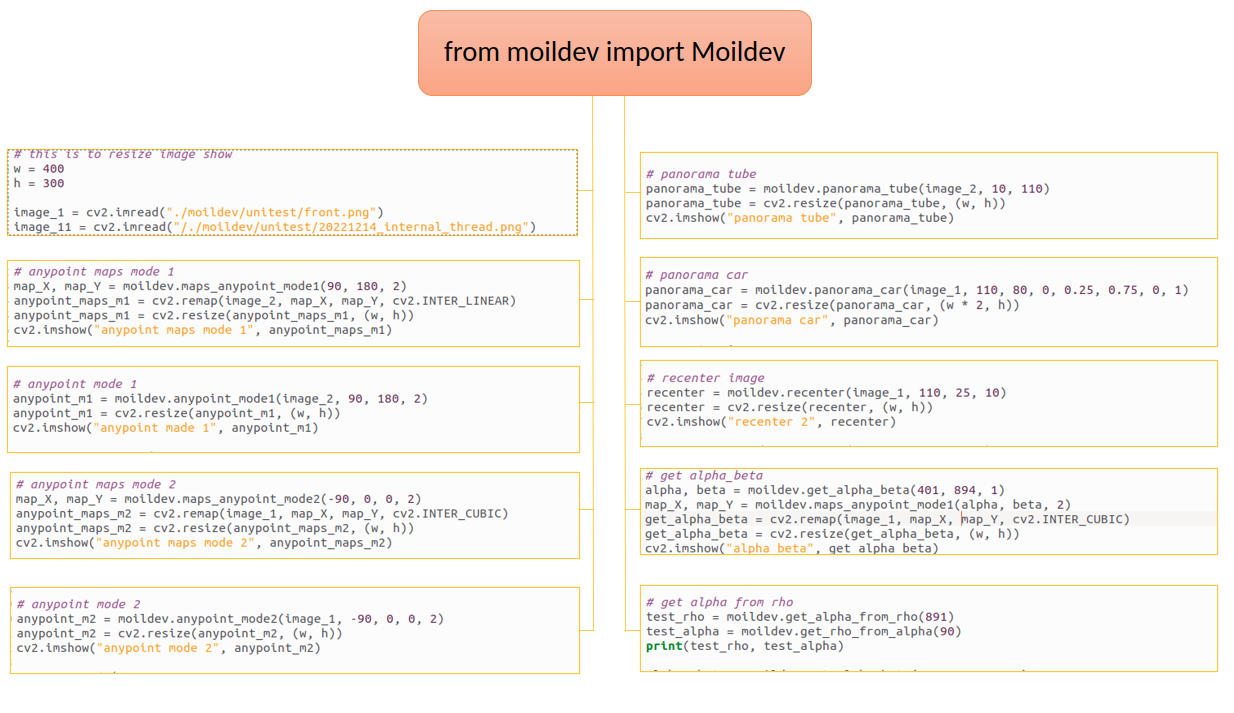 from moildev import Moildev
# this is to resize image show
w = 400
h = 300
image_1 = cv2.imread("./moildev/unitest/front.png")
image_11 = cv2.imread("/./moildev/unitest/20221214_internal_thread.png")
# anypoint maps mode 1
map_X, map_Y = moildev.maps_anypoint_mode1(90, 180, 2)
anypoint_maps_m1 = cv2.remap(image_2, map_X, map_Y, cv2.INTER_LINEAR)
anypoint_maps_m1 = cv2.resize(anypoint_maps_m1, (w, h))
cv2.imshow("anypoint maps mode 1", anypoint_maps_m1)
# anypoint mode 1
anypoint_m1 = moildev.anypoint_mode1(image_2, 90, 180, 2)
anypoint_m1 = cv2.resize(anypoint_m1, (w, h))
cv2.imshow("anypoint made 1", anypoint_m1)
# anypoint maps mode 2
map_X, map_Y = moildev.maps_anypoint_mode2(-90, 0, 0, 2)
anypoint_maps_m2 = cv2.remap(image_1, map_X, map_Y, cv2.INTER_CUBIC)
anypoint_maps_m2 = cv2.resize(anypoint_maps_m2, (w, h))
cv2.imshow("anypoint maps mode 2", anypoint_maps_m2)
# anypoint mode 2
anypoint_m2 = moildev.anypoint_mode2(image_1, -90, 0, 0, 2)
anypoint_m2 = cv2.resize(anypoint_m2, (w, h))
cv2.imshow("anypoint mode 2", anypoint_m2)
# panorama tube
panorama_tube = moildev.panorama_tube(image_2, 10, 110)
panorama_tube = cv2.resize(panorama_tube, (w, h))
cv2.imshow("panorama tube", panorama_tube)
# panorama car
panorama_car = moildev.panorama_car(image_1, 110, 80, 0, 0.25, 0.75, 0, 1)
panorama_car = cv2.resize(panorama_car, (w * 2, h))
cv2.imshow("panorama car", panorama_car)
# recenter image
recenter = moildev.recenter(image_1, 110, 25, 10)
recenter = cv2.resize(recenter, (w, h))
cv2.imshow("recenter 2", recenter)
# get alpha_beta
alpha, beta = moildev.get_alpha_beta(401, 894, 1)
map_X, map_Y = moildev.maps_anypoint_mode1(alpha, beta, 2)
get_alpha_beta = cv2.remap(image_1, map_X, map_Y, cv2.INTER_CUBIC)
get_alpha_beta = cv2.resize(get_alpha_beta, (w, h))
cv2.imshow("alpha beta", get_alpha_beta)
# get alpha from rho
test_rho = moildev.get_alpha_from_rho(891)
test_alpha = moildev.get_rho_from_alpha(90)
print(test_rho, test_alpha)